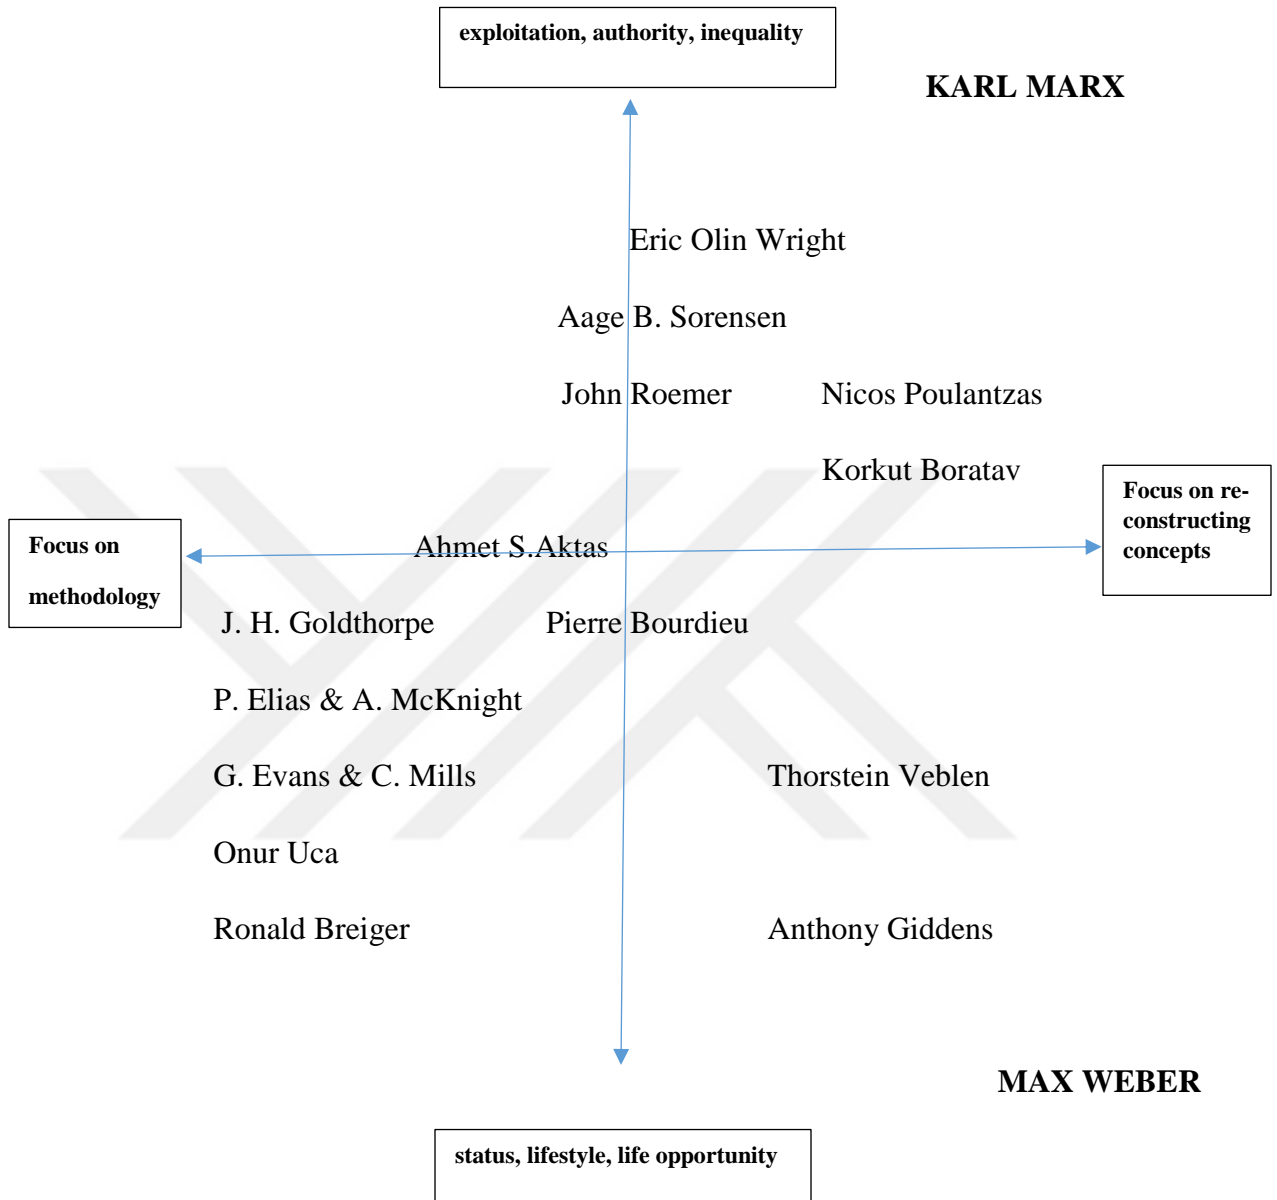 exploitation, authority, inequality
KARL MARX
Eric Olin Wright
Aage B. Sorensen
John Roemer
Nicos Poulantzas
Korkut Boratav
Focus on re-
constructing
concepts
Focus on
methodology
Ahmet S.Aktas
J. H. Goldthorpe
Pierre Bourdieu
P. Elias & A. McKnight
G. Evans & C. Mills
Thorstein Veblen
Onur Uca
Ronald Breiger
Anthony Giddens
MAX WEBER
status, lifestyle, life opportunity